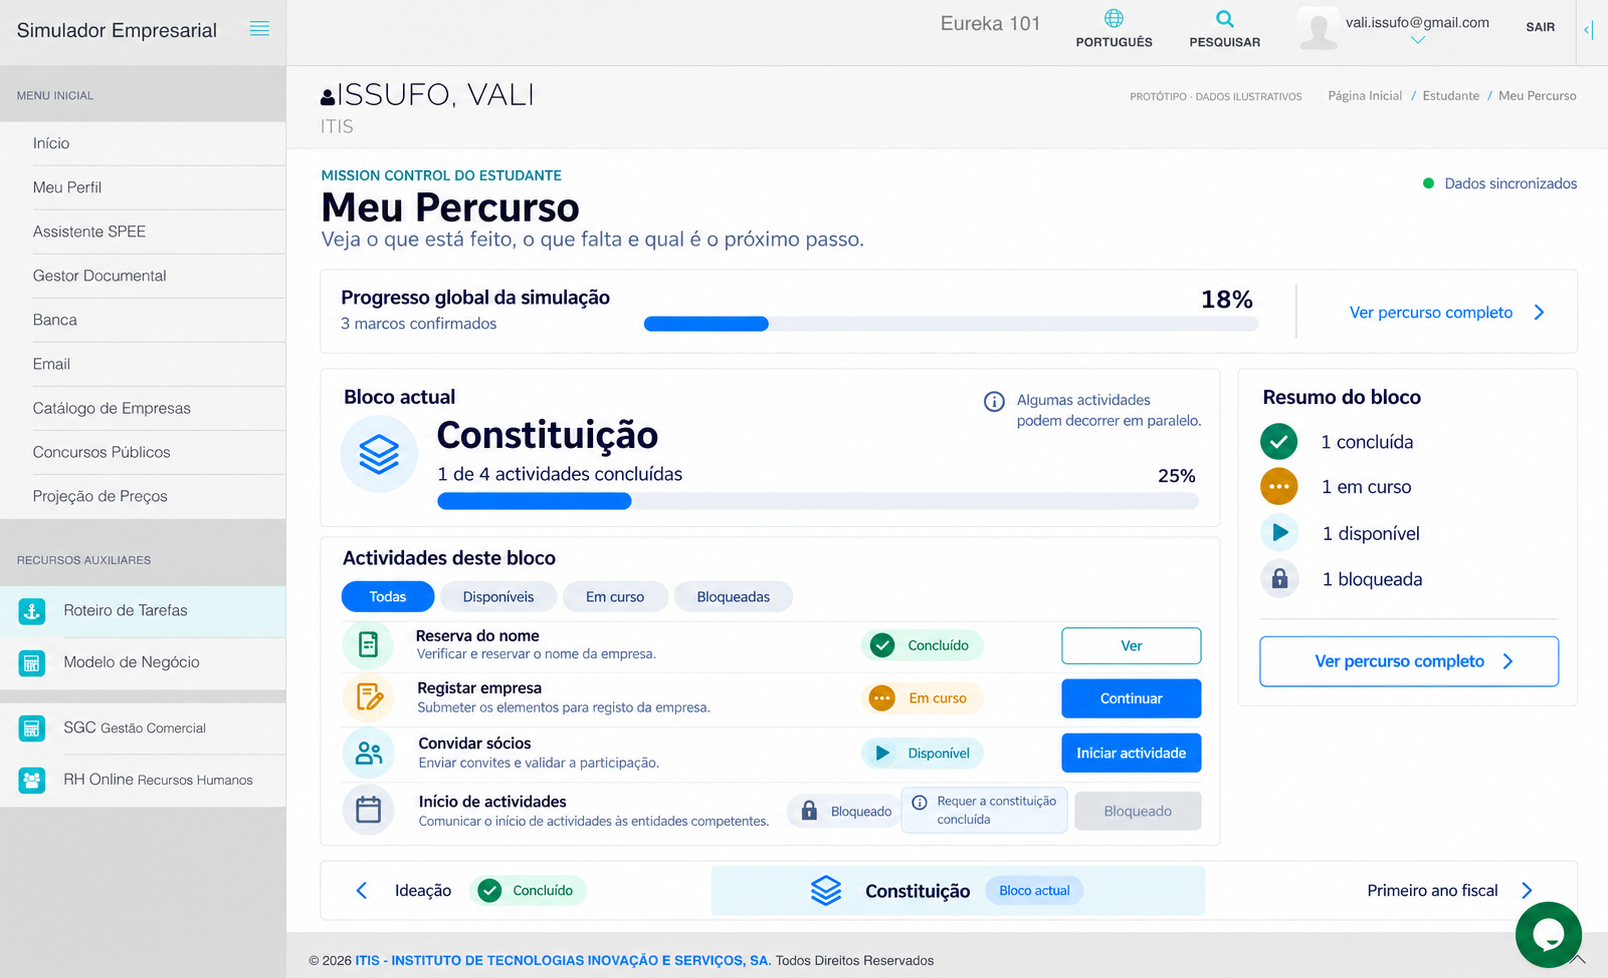 Simulador Empresarial
Eureka 101
PORTUGUÊS
PESQUISAR
vali.issufo@gmail.com
SAIR
MENU INICIAL
Início
Meu Perfil
Assistente SPEE
Gestor Documental
Banca
Email
Catálogo de Empresas
Concursos Públicos
Projeção de Preços
RECURSOS AUXILIARES
Roteiro de Tarefas
Modelo de Negócio
SGC Gestão Comercial
RH Online Recursos Humanos
ISSUFO, VALI
ITIS
PROTÓTIPO · DADOS ILUSTRATIVOS
Página Inicial / Estudante / Meu Percurso
MISSION CONTROL DO ESTUDANTE
Meu Percurso
Veja o que está feito, o que falta e qual é o próximo passo.
Dados sincronizados
Progresso global da simulação
3 marcos confirmados
18%
Ver percurso completo
Bloco actual
Constituição
1 de 4 actividades concluídas
Algumas actividades
podem decorrer em paralelo.
25%
Resumo do bloco
1 concluída
1 em curso
1 disponível
1 bloqueada
Ver percurso completo
Actividades deste bloco
Todas
Disponíveis
Em curso
Bloqueadas
Reserva do nome
Verificar e reservar o nome da empresa.
Concluído
Ver
Registar empresa
Submeter os elementos para registo da empresa.
Em curso
Continuar
Convidar sócios
Enviar convites e validar a participação.
Disponível
Iniciar actividade
Início de actividades
Comunicar o início de actividades às entidades competentes.
Bloqueado
Requer a constituição
concluída
Bloqueado
Ideação
Concluído
Constituição
Bloco actual
Primeiro ano fiscal
© 2026 ITIS - INSTITUTO DE TECNOLOGIAS INOVAÇÃO E SERVIÇOS, SA. Todos Direitos Reservados